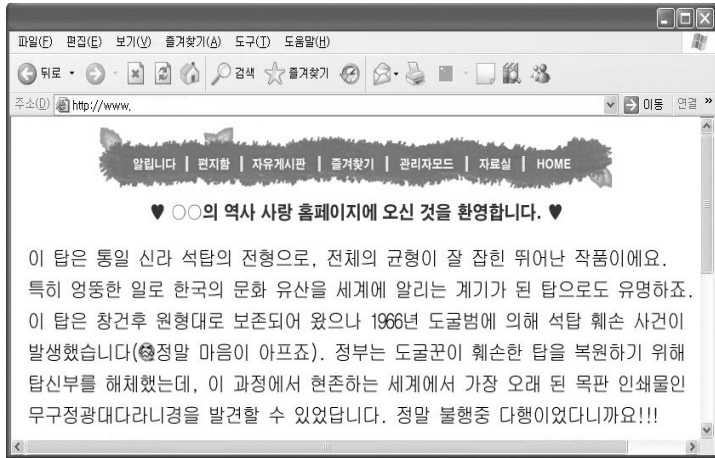 파일(F) 편집(E) 보기(V) 즐겨찾기(A) 도구(T) 도움말(H)
뒤로 검색 즐겨찾기
주소(D) http://www. 이동 연결 »
알립니다 | 편지함 | 자유게시판 | 즐겨찾기 | 관리자모드 | 자료실 | HOME
♥ ○○의 역사 사랑 홈페이지에 오신 것을 환영합니다. ♥
이 탑은 통일 신라 석탑의 전형으로, 전체의 균형이 잘 잡힌 뛰어난 작품이에요.
특히 엉뚱한 일로 한국의 문화 유산을 세계에 알리는 계기가 된 탑으로도 유명하죠.
이 탑은 창건후 원형대로 보존되어 왔으나 1966년 도굴범에 의해 석탑 훼손 사건이
발생했습니다(정말 마음이 아프죠). 정부는 도굴꾼이 훼손한 탑을 복원하기 위해
탑신부를 해체했는데, 이 과정에서 현존하는 세계에서 가장 오래 된 목판 인쇄물인
무구정광대다라니경을 발견할 수 있었답니다. 정말 불행중 다행이었다니까요!!!